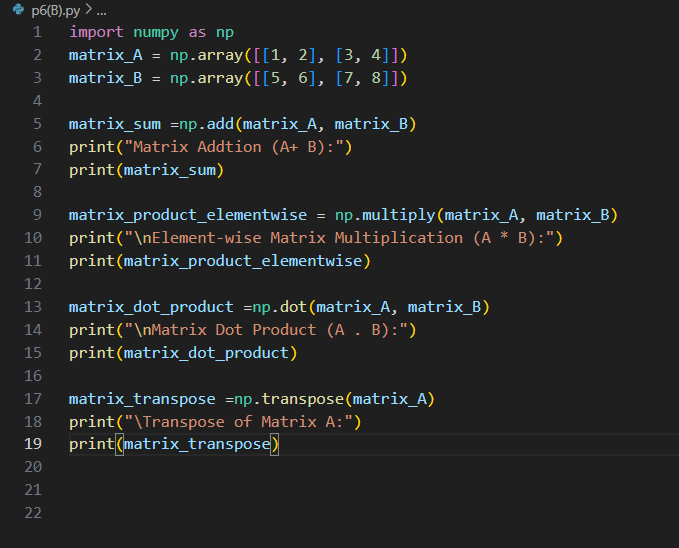 p6(B).py > ...
1 import numpy as np
2 matrix_A = np.array([[1, 2], [3, 4]])
3 matrix_B = np.array([[5, 6], [7, 8]])
4
5 matrix_sum =np.add(matrix_A, matrix_B)
6 print("Matrix Addtion (A+ B):")
7 print(matrix_sum)
8
9 matrix_product_elementwise = np.multiply(matrix_A, matrix_B)
10 print("\nElement-wise Matrix Multiplication (A * B):")
11 print(matrix_product_elementwise)
12
13 matrix_dot_product =np.dot(matrix_A, matrix_B)
14 print("\nMatrix Dot Product (A . B):")
15 print(matrix_dot_product)
16
17 matrix_transpose =np.transpose(matrix_A)
18 print("\Transpose of Matrix A:")
19 print(matrix_transpose)
20
21
22